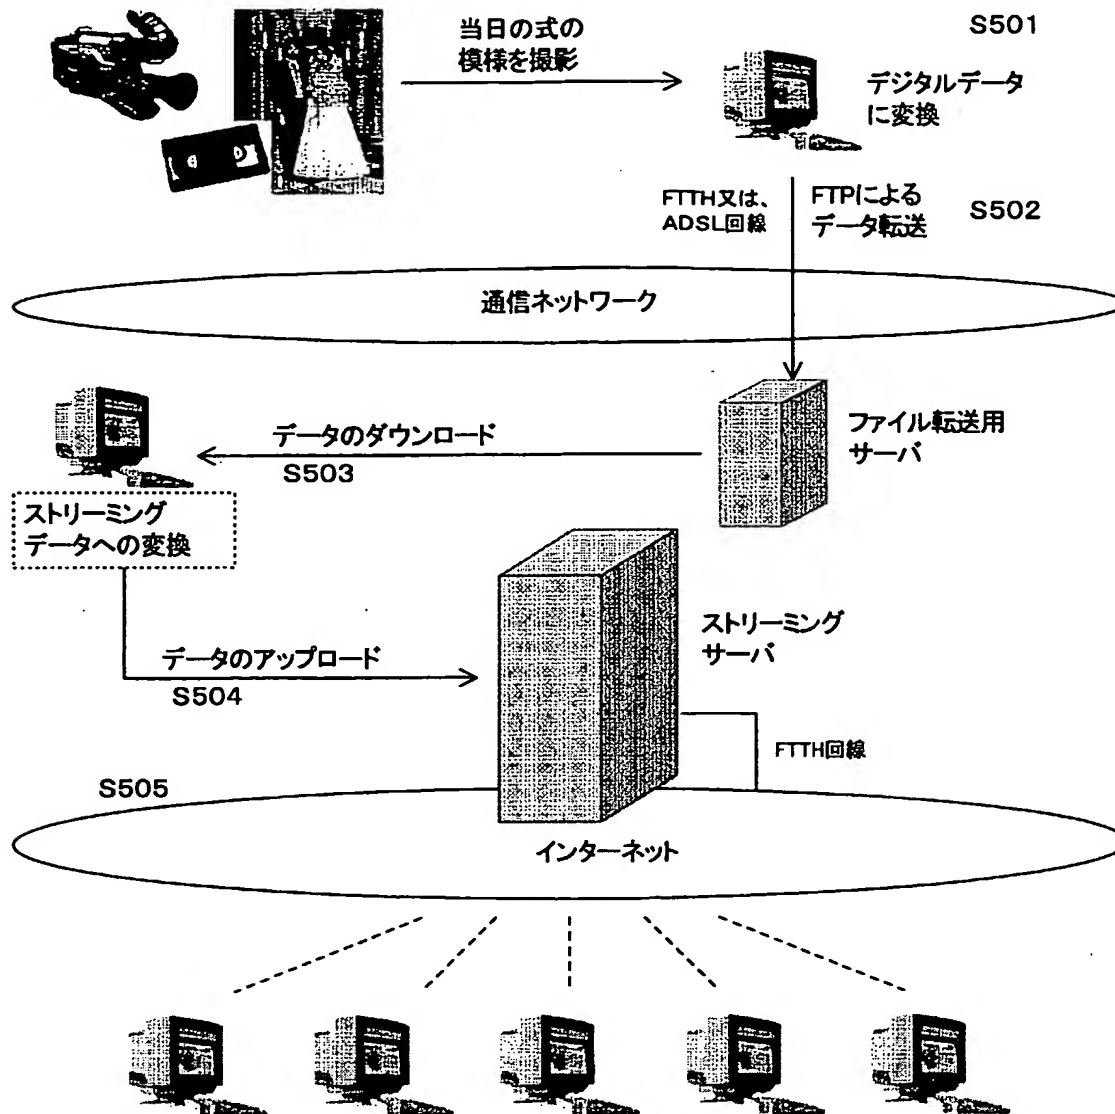 当日の式の
模様を撮影
S501
デジタルデータ
に変換
FTTH又は、
ADSL回線
FTPによる
データ転送
S502
通信ネットワーク
データのダウンロード
S503
ファイル転送用
サーバ
ストリーミング
データへの変換
ストリーミング
サーバ
データのアップロード
S504
FTTH回線
S505
インターネット